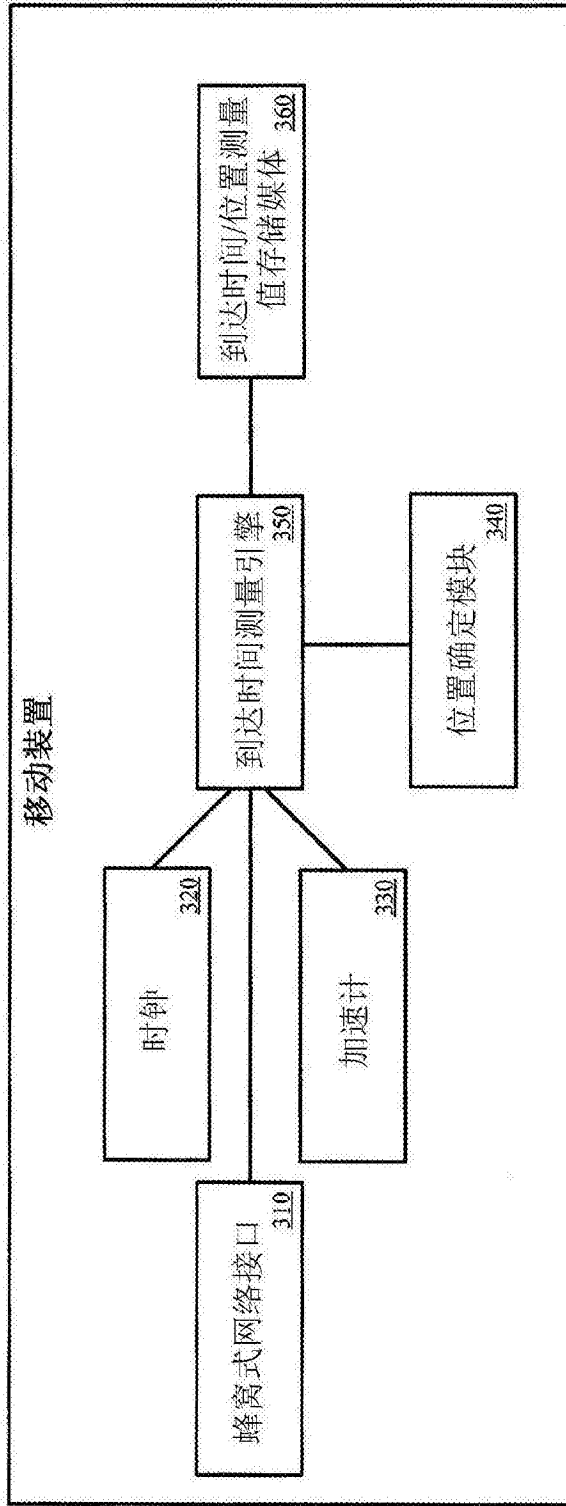 移动装置
蜂窝式网络接口
310
时钟
320
加速计
330
到达时间测量引擎
350
位置确定模块
340
到达时间/位置测量
值存储媒体
360